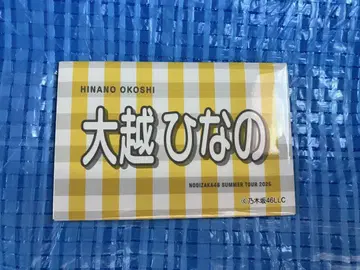 HINANO OKOSHI
大越ひなの
NOGIZAKA46 SUMMER TOUR 2025
©乃木坂46LLC